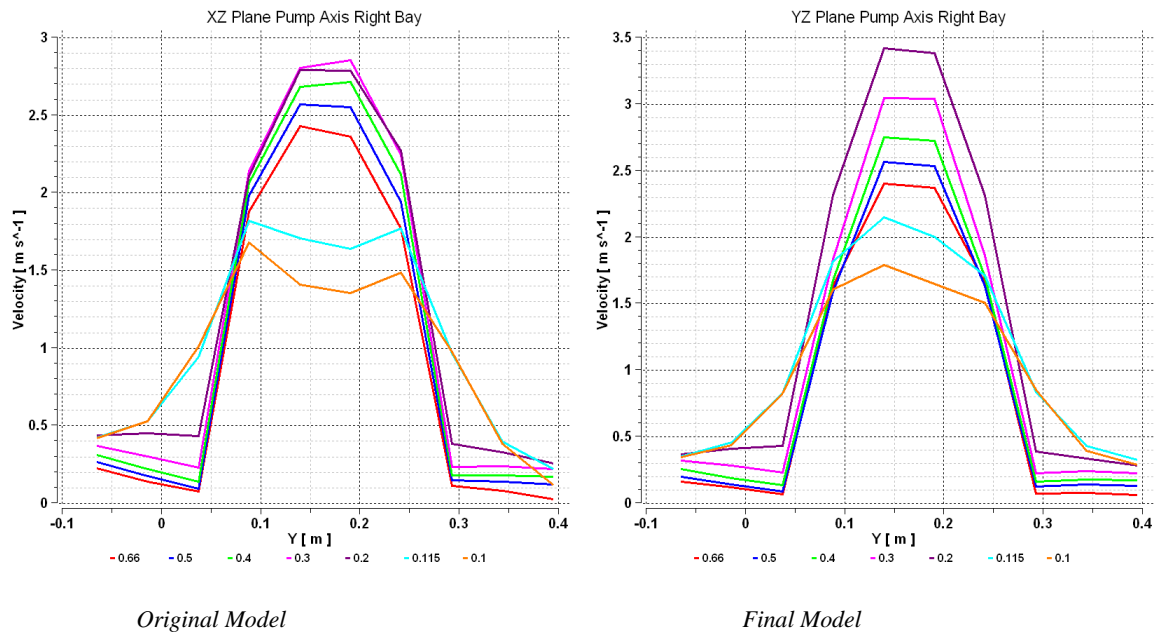 XZ Plane Pump Axis Right Bay
3
2.5
2
1.5
1
0.5
0
Velocity [ m s^-1 ]
-0.1 0 0.1 0.2 0.3 0.4
Y [ m ]
0.66 0.5 0.4 0.3 0.2 0.115 0.1
Original Model
YZ Plane Pump Axis Right Bay
3.5
3
2.5
2
1.5
1
0.5
0
Velocity [ m s^-1 ]
-0.1 0 0.1 0.2 0.3 0.4
Y [ m ]
0.66 0.5 0.4 0.3 0.2 0.115 0.1
Final Model